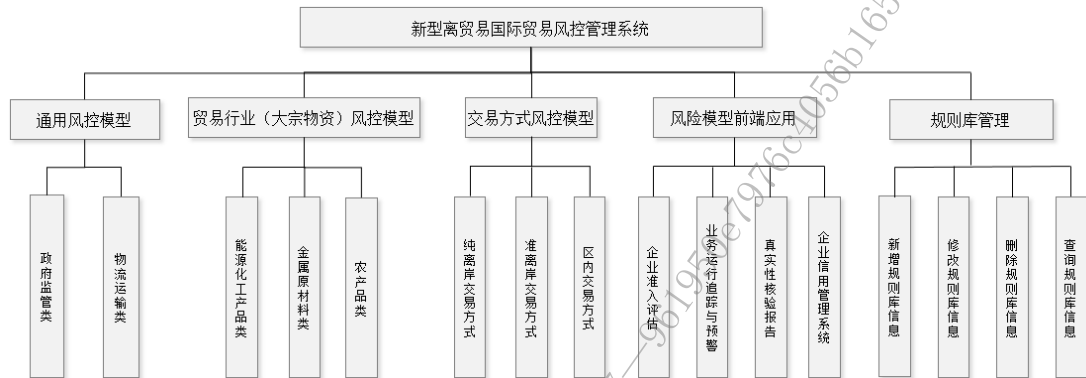 新型离贸易国际贸易风控管理系统
通用风控模型
贸易行业（大宗物资）风控模型
交易方式风控模型
风险模型前端应用
规则库管理
政府监管类
物流运输类
能源化工产品类
金属原材料类
农产品类
纯离岸交易方式
准离岸交易方式
区内交易方式
企业准入评估
业务运行追踪与预警
真实性核验报告
企业信用管理系统
新增规则库信息
修改规则库信息
删除规则库信息
查询规则库信息